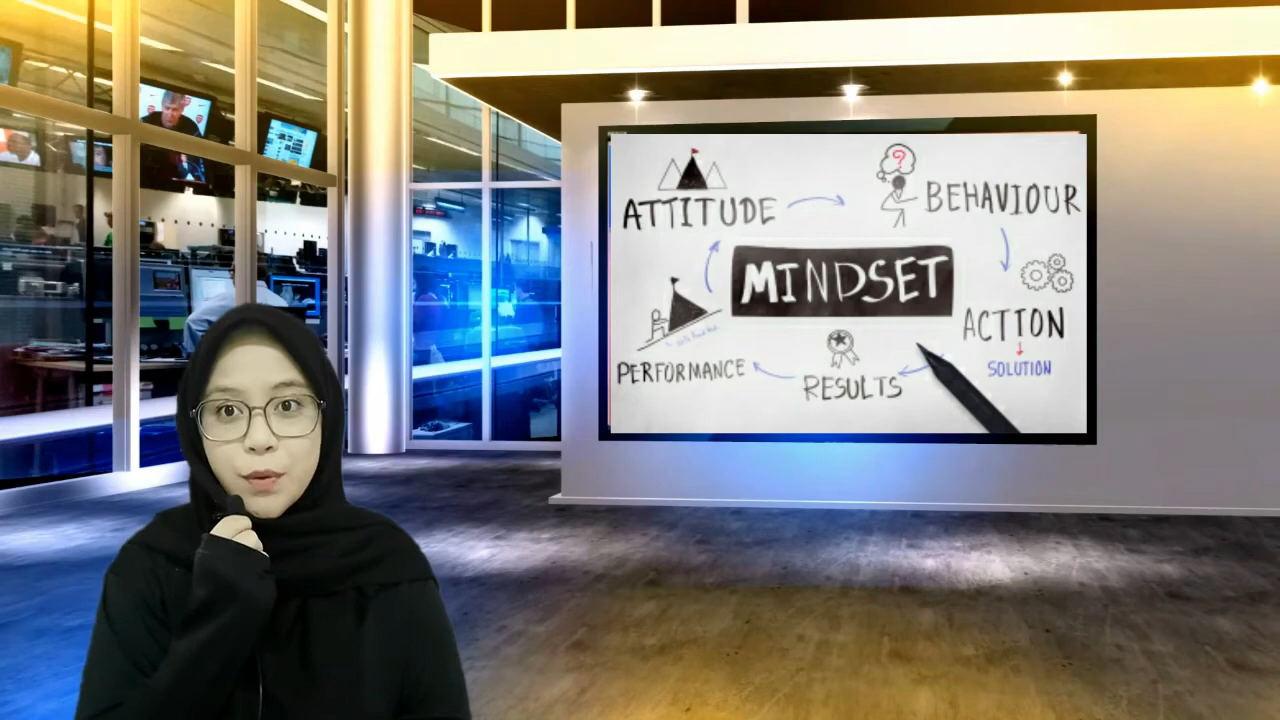 ATTITUDE
BEHAVIOUR
MINDSET
ACTION
SOLUTION
RESULTS
PERFORMANCE